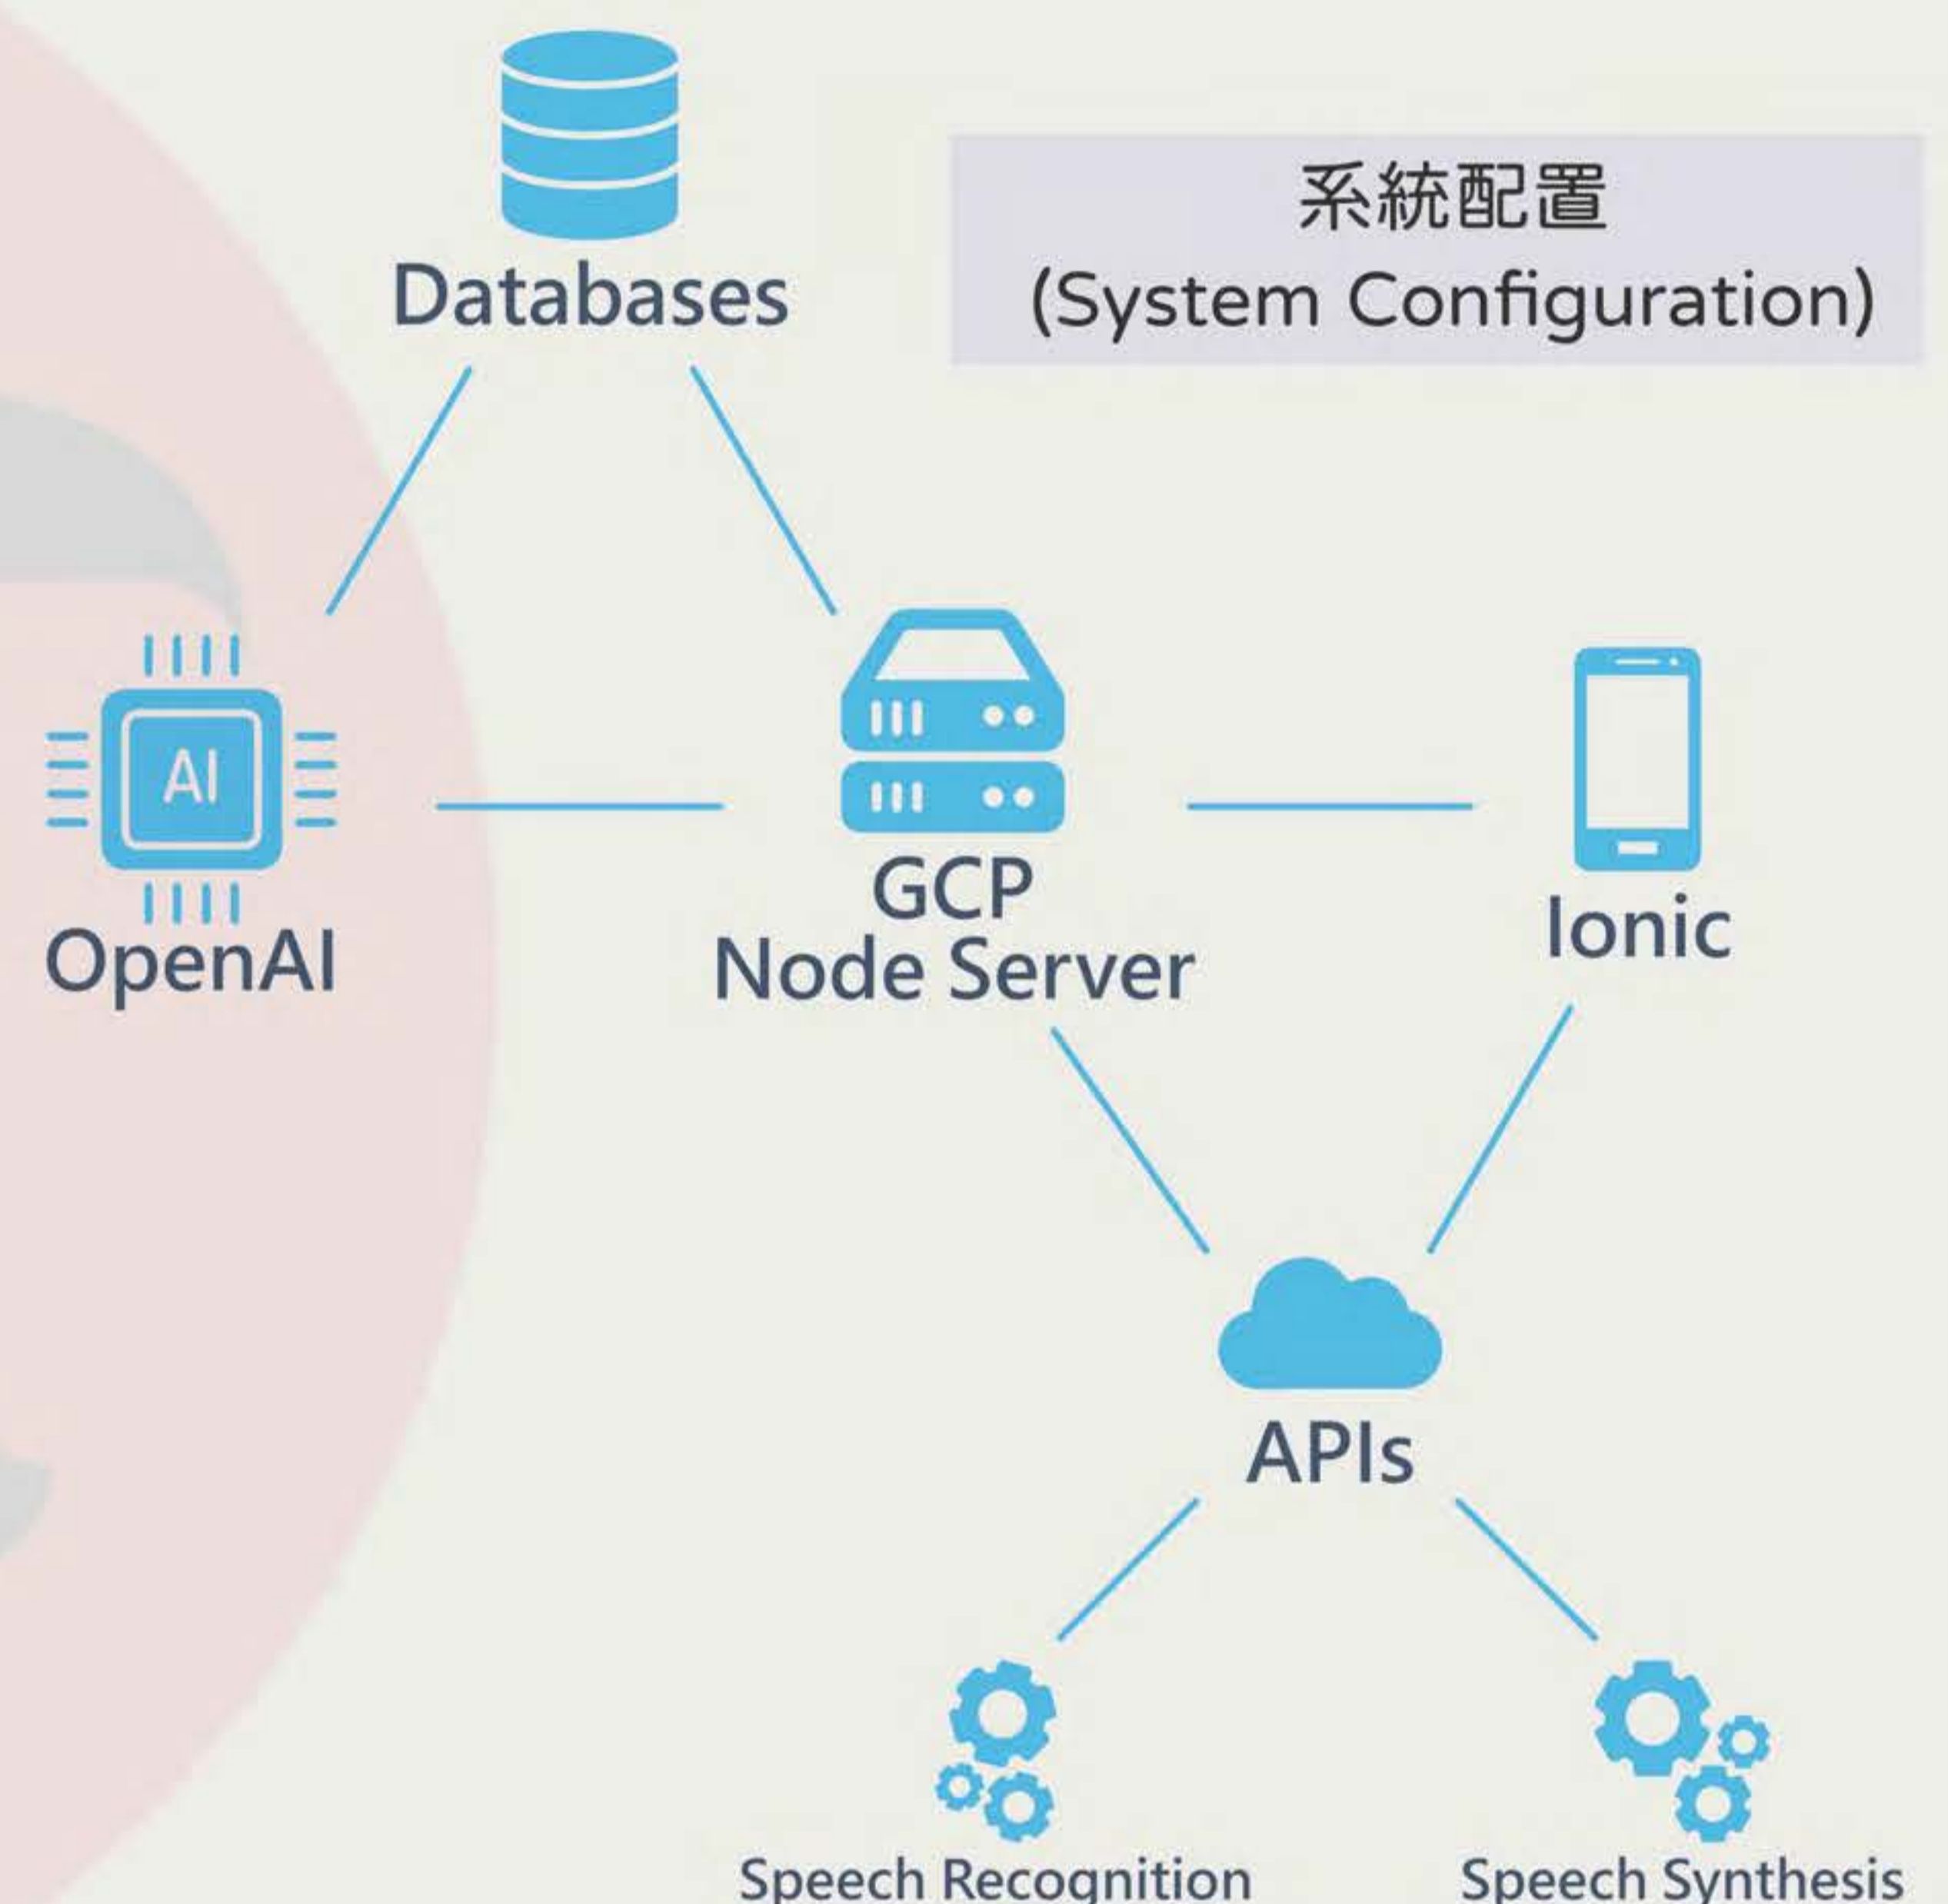 Databases
系統配置
(System Configuration)
AI
OpenAI
GCP
Node Server
Ionic
APIs
Speech Recognition
Speech Synthesis